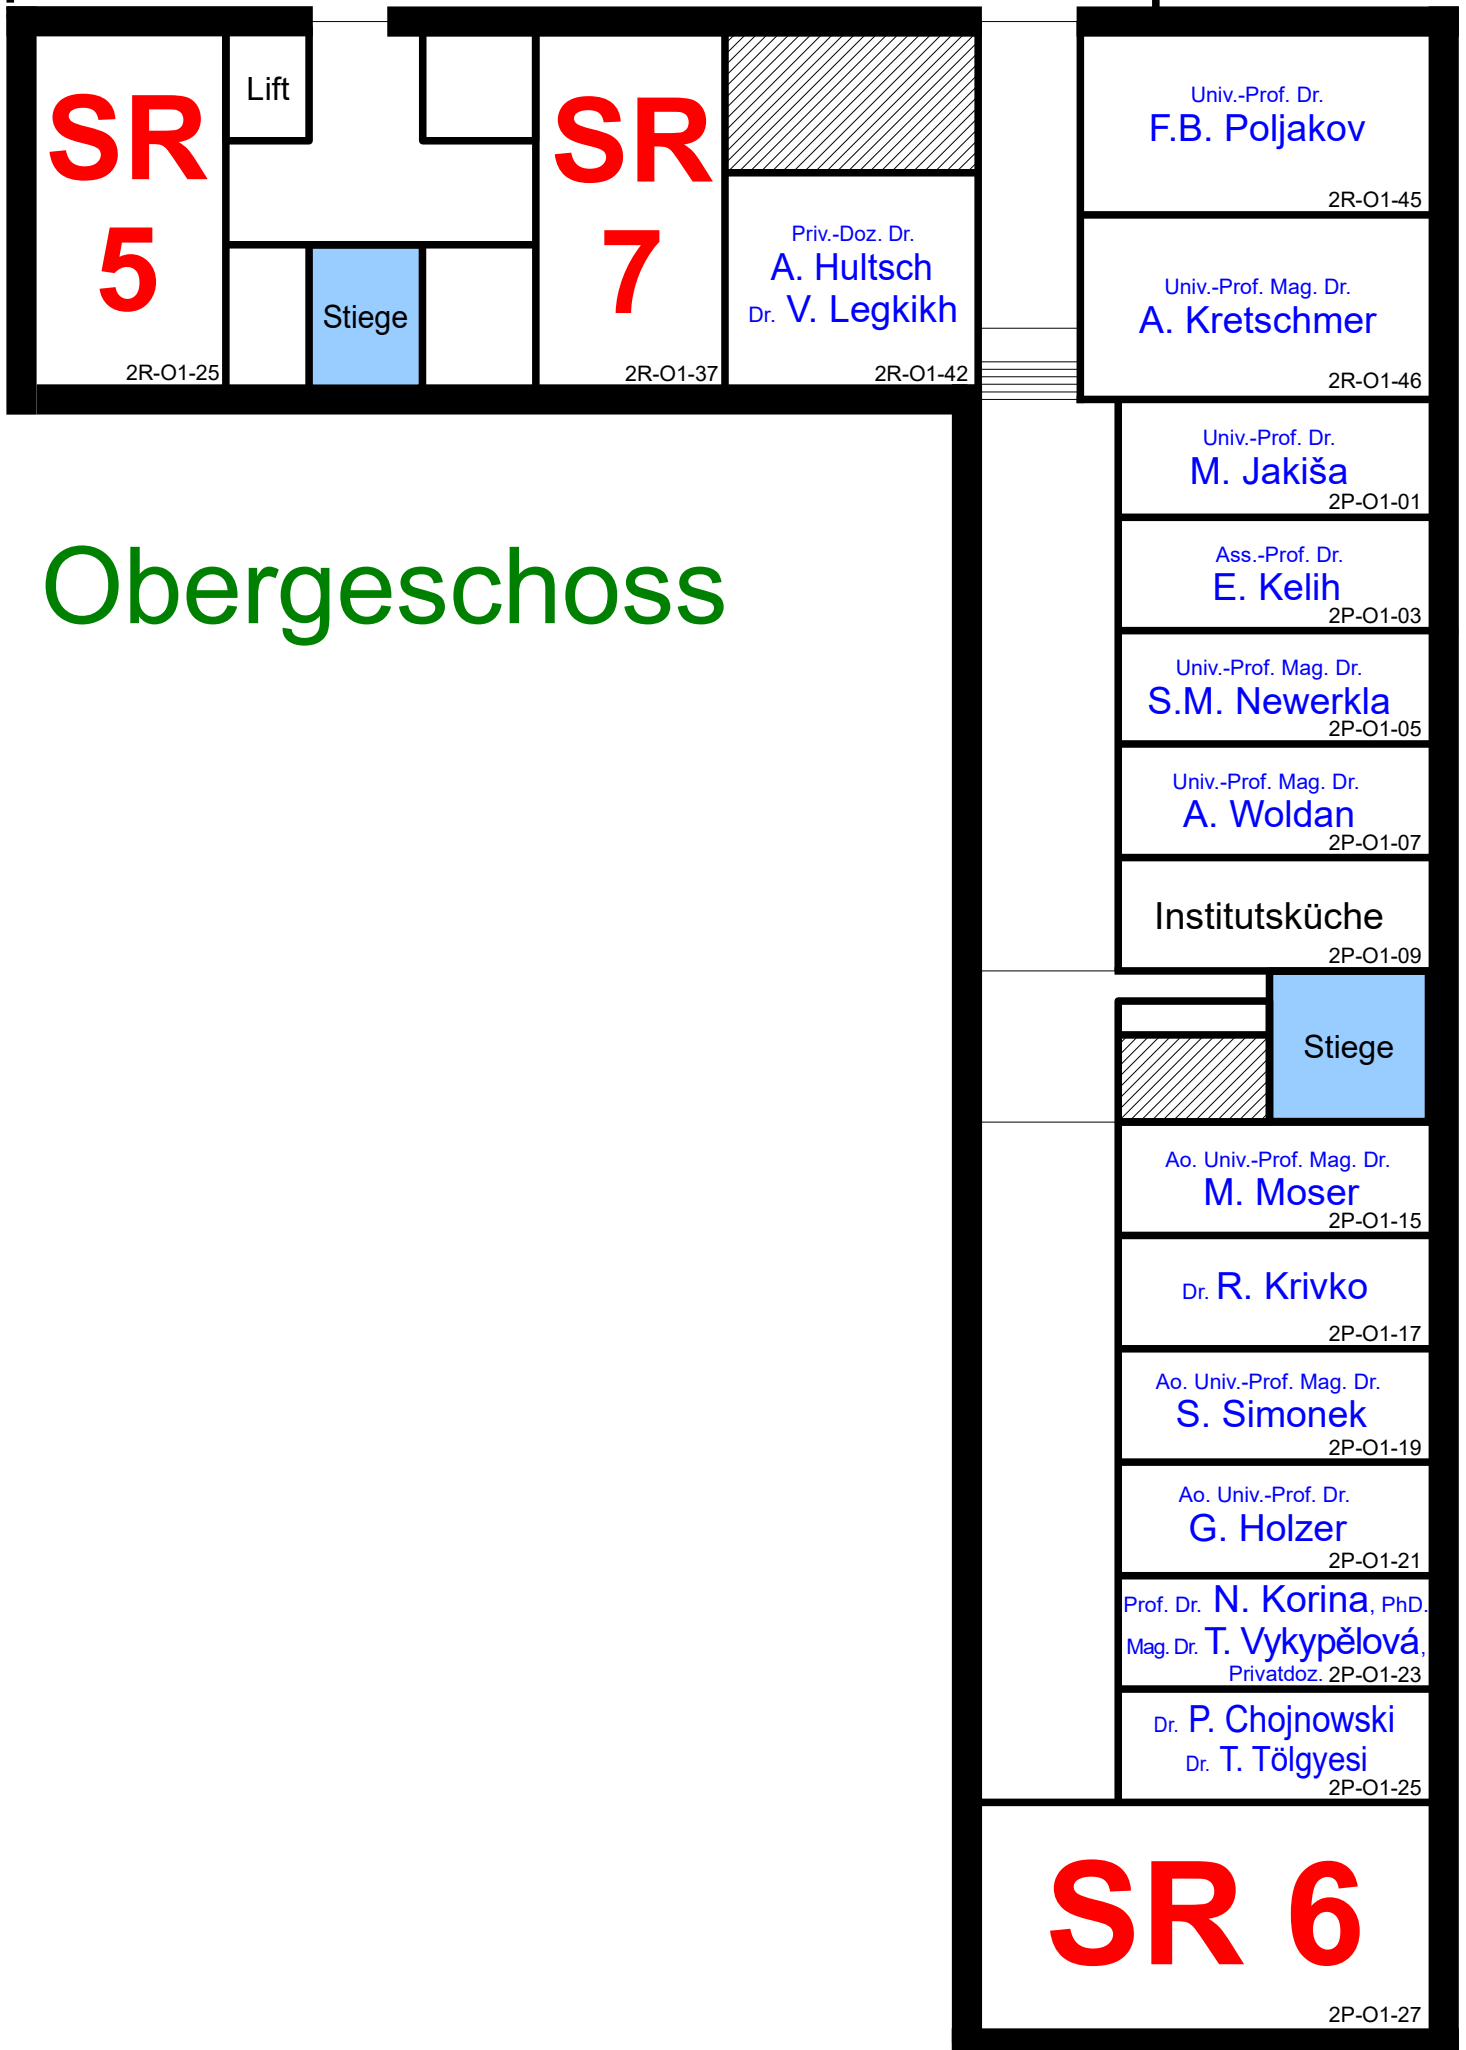 SR
5
2R-O1-25
Lift
Stiege
SR
7
2R-O1-37
Priv.-Doz. Dr.
A. Hultsch
Dr. V. Legkikh
2R-O1-42
Univ.-Prof. Dr.
F.B. Poljakov
2R-O1-45
Univ.-Prof. Mag. Dr.
A. Kretschmer
2R-O1-46
Obergeschoss
Univ.-Prof. Dr.
M. Jakiša
2P-O1-01
Ass.-Prof. Dr.
E. Kelih
2P-O1-03
Univ.-Prof. Mag. Dr.
S.M. Newerkla
2P-O1-05
Univ.-Prof. Mag. Dr.
A. Woldan
2P-O1-07
Institutsküche
2P-O1-09
Stiege
Ao. Univ.-Prof. Mag. Dr.
M. Moser
2P-O1-15
Dr. R. Krivko
2P-O1-17
Ao. Univ.-Prof. Mag. Dr.
S. Simonek
2P-O1-19
Ao. Univ.-Prof. Dr.
G. Holzer
2P-O1-21
Prof. Dr. N. Korina, PhD.
Mag. Dr. T. Vykypělová,
Privatdoz. 2P-O1-23
Dr. P. Chojnowski
Dr. T. Tölgyesi
2P-O1-25
SR 6
2P-O1-27